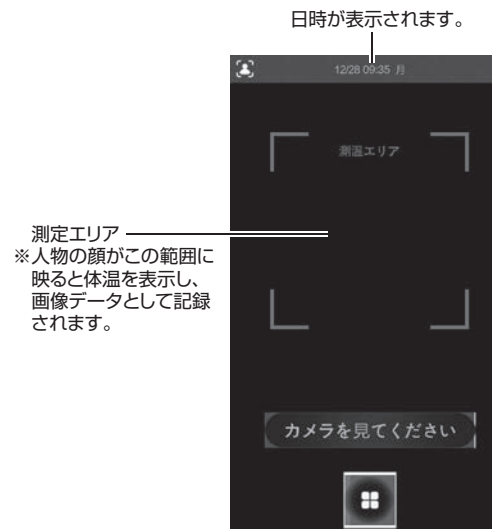 日時が表示されます。
12/28 09:35 月
測温エリア
測定エリア
※人物の顔がこの範囲に
映ると体温を表示し、
画像データとして記録
されます。
カメラを見てください